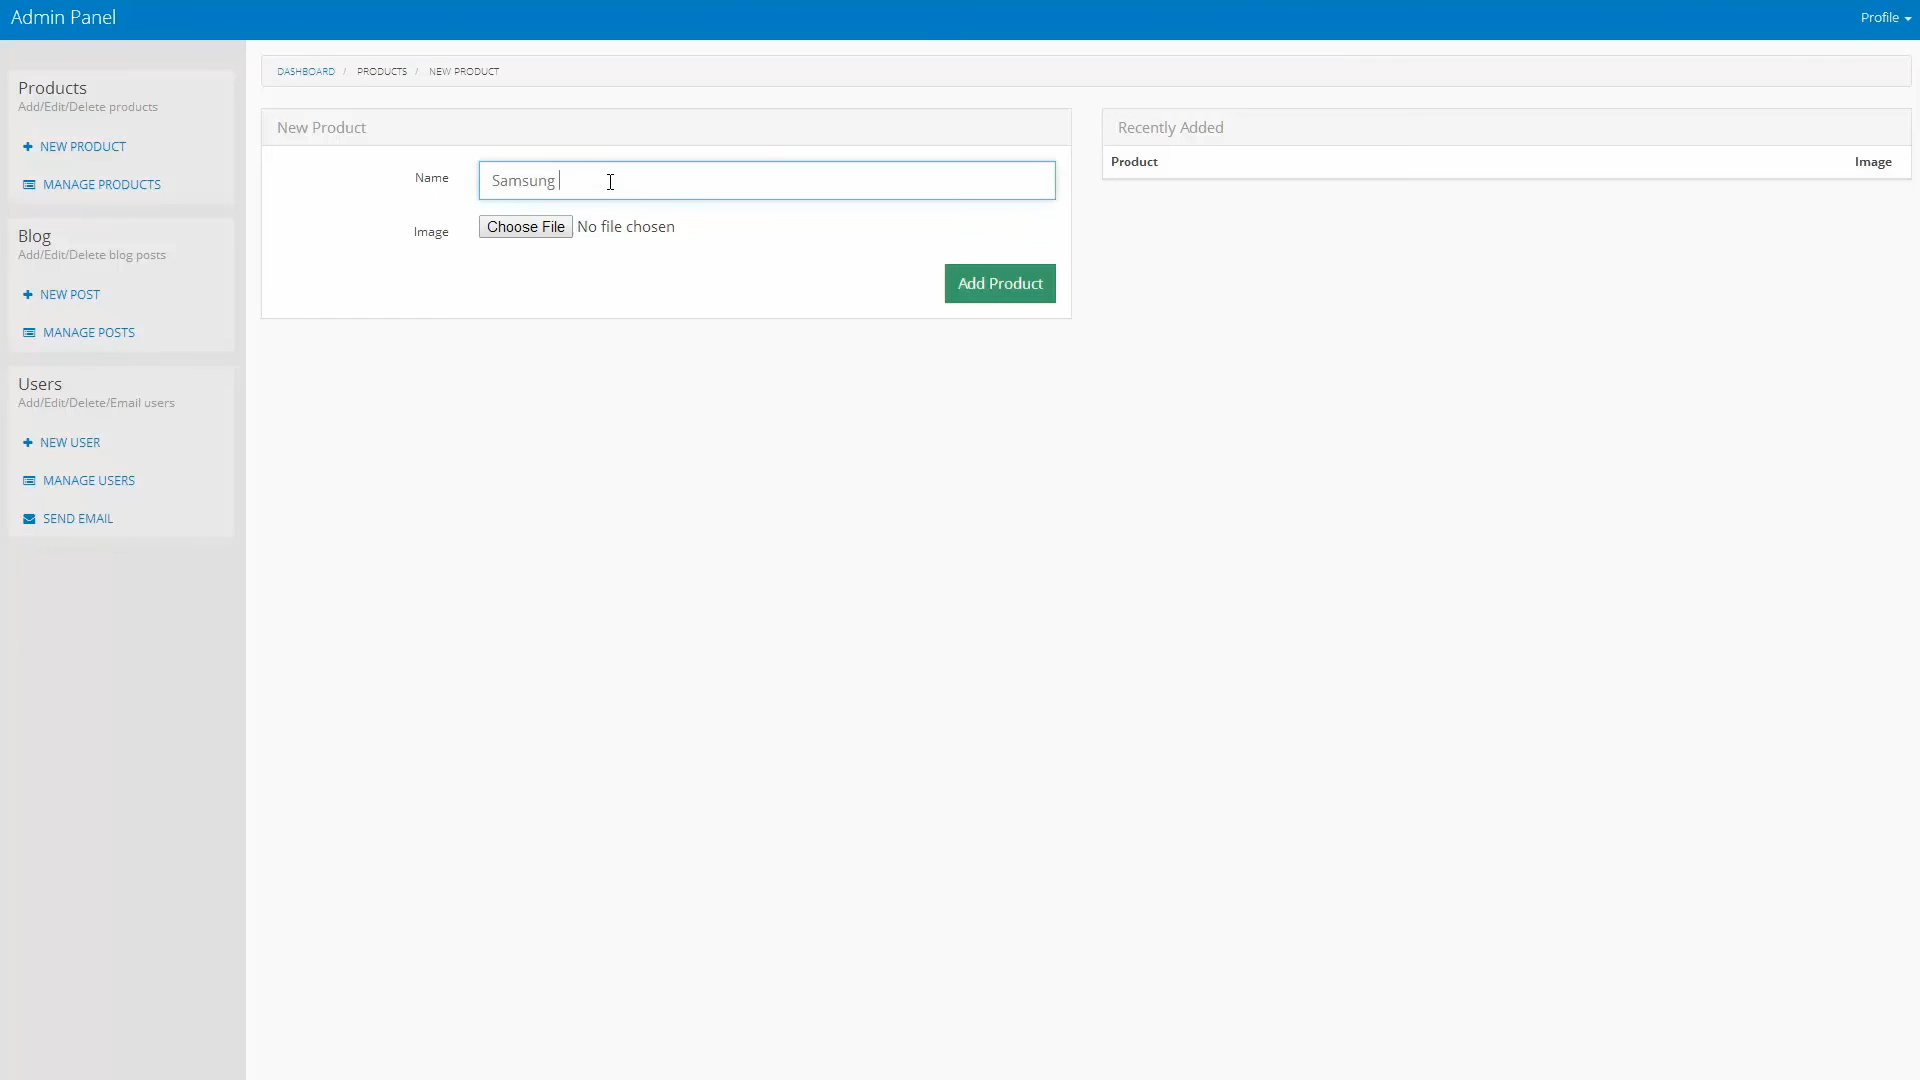 Admin Panel
Profile
Products
Add/Edit/Delete products
NEW PRODUCT
MANAGE PRODUCTS
Blog
Add/Edit/Delete blog posts
NEW POST
MANAGE POSTS
Users
Add/Edit/Delete/Email users
NEW USER
MANAGE USERS
SEND EMAIL
DASHBOARD / PRODUCTS / NEW PRODUCT
New Product
Name Samsung
Image Choose File No file chosen
Add Product
Recently Added
Product Image